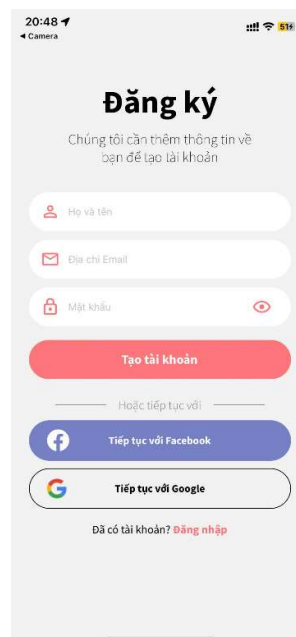 20:48
◄ Camera
51
Đăng ký
Chúng tôi cần thêm thông tin về
bạn để tạo tài khoản
Họ và tên
Địa chỉ Email
Mật khẩu
Tạo tài khoản
Hoặc tiếp tục với
Tiếp tục với Facebook
Tiếp tục với Google
Đã có tài khoản? Đăng nhập